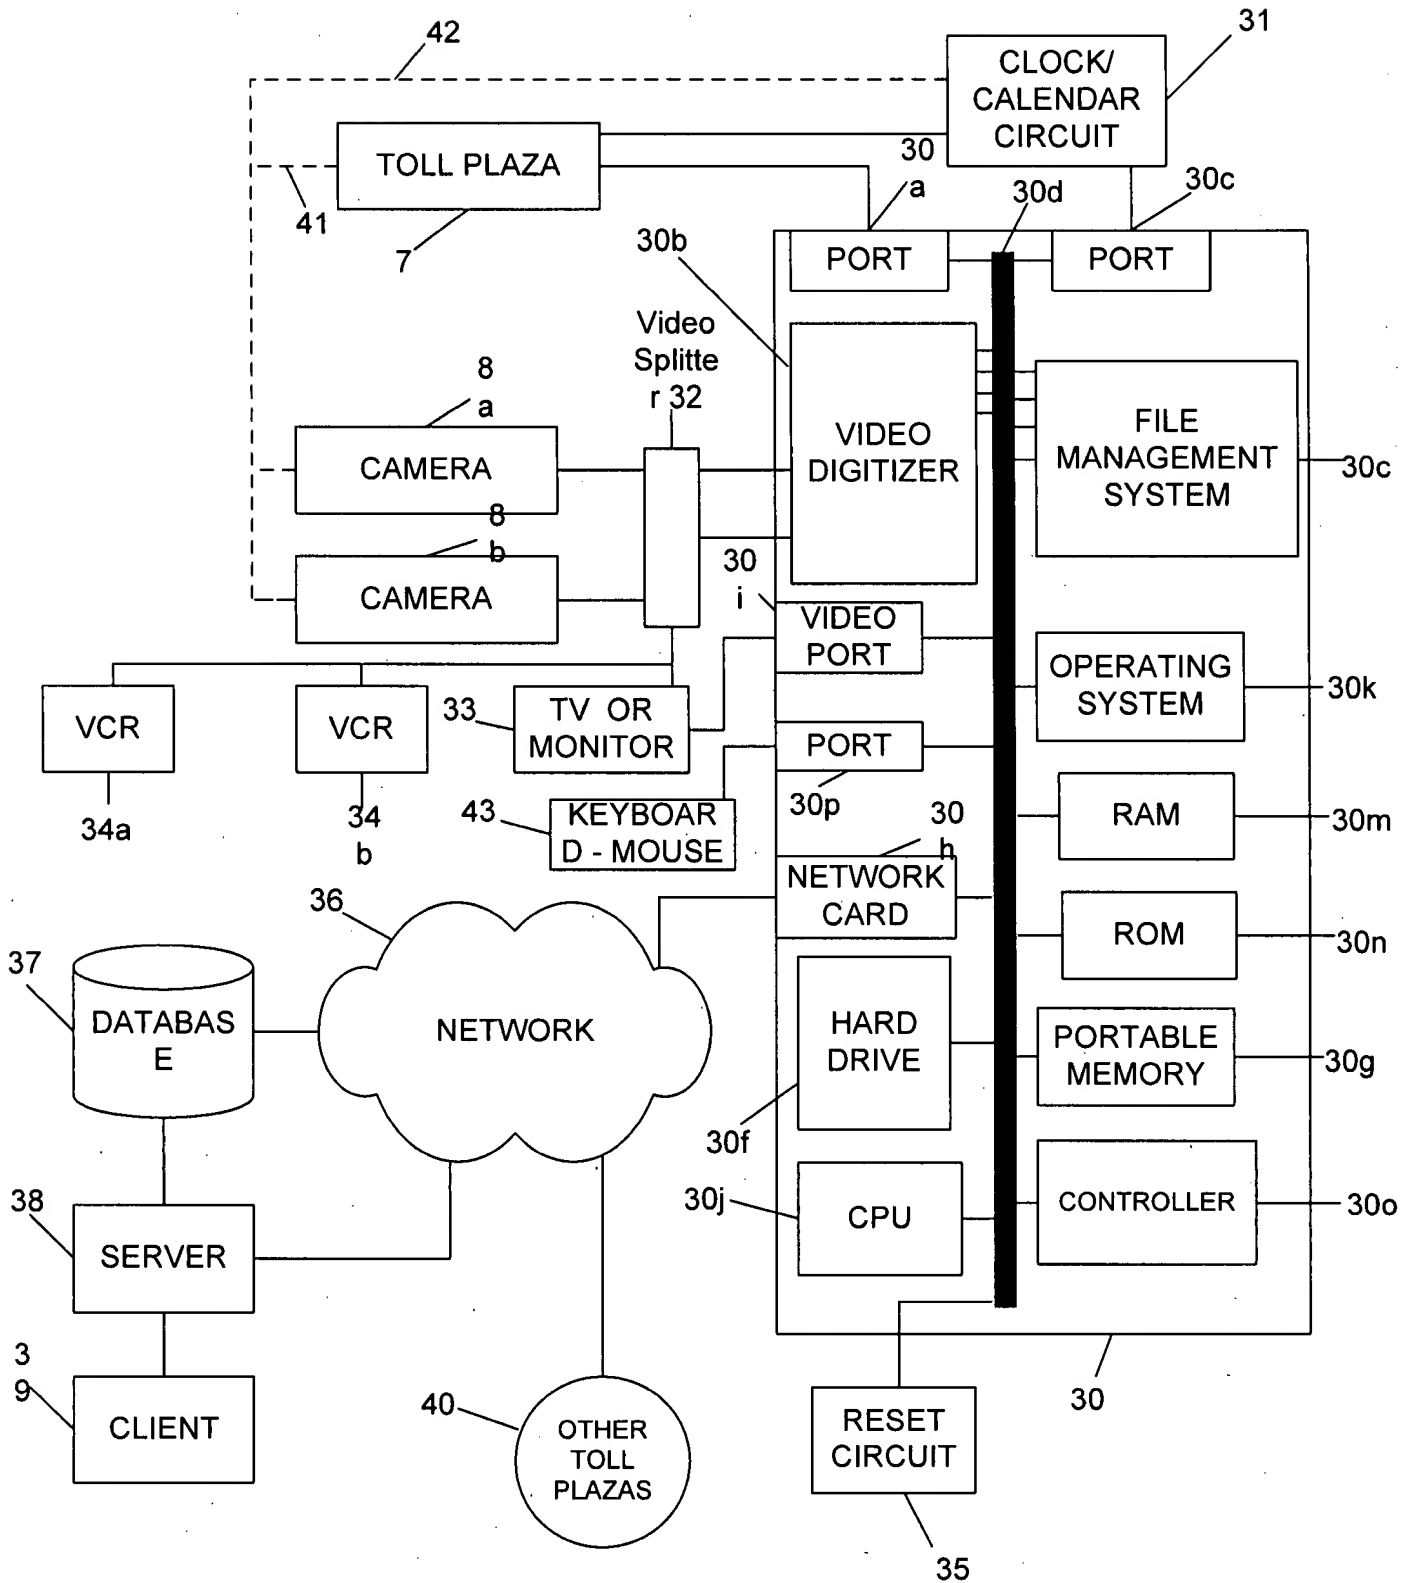 42
31
CLOCK/
CALENDAR
CIRCUIT
TOLL PLAZA
41
7
30
a
30c
30d
30b
PORT
PORT
Video
Splitte
r 32
8
a
CAMERA
8
b
CAMERA
VIDEO
DIGITIZER
FILE
MANAGEMENT
SYSTEM
30c
30
i
VIDEO
PORT
OPERATING
SYSTEM
30k
VCR
34a
VCR
34
b
33
TV OR
MONITOR
PORT
30p
43
KEYBOAR
D - MOUSE
RAM
30m
30
h
NETWORK
CARD
ROM
30n
36
37
DATABAS
E
NETWORK
HARD
DRIVE
30f
PORTABLE
MEMORY
30g
30j
CPU
CONTROLLER
30o
38
SERVER
3
9
CLIENT
40
OTHER
TOLL
PLAZAS
RESET
CIRCUIT
35
30